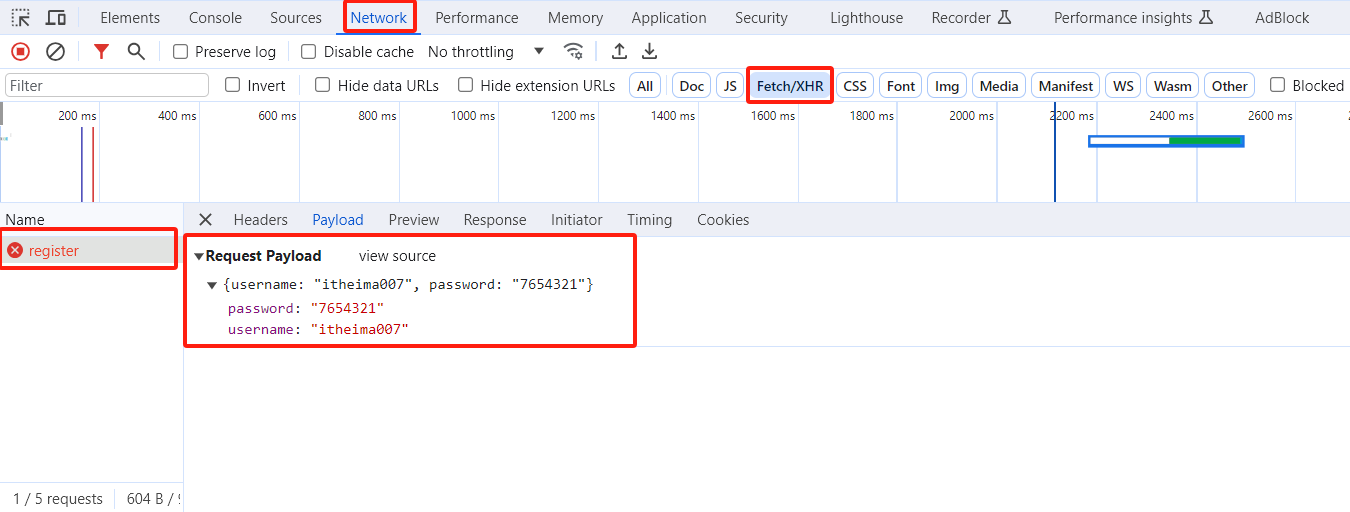 Elements Console Sources Network Performance Memory Application Security Lighthouse Recorder Performance insights AdBlock
Preserve log Disable cache No throttling
Filter Invert Hide data URLs Hide extension URLs All Doc JS Fetch/XHR CSS Font Img Media Manifest WS Wasm Other Blocked
200 ms 400 ms 600 ms 800 ms 1000 ms 1200 ms 1400 ms 1600 ms 1800 ms 2000 ms 2200 ms 2400 ms 2600 ms
Name Headers Payload Preview Response Initiator Timing Cookies
register
Request Payload view source
{username: "itheima007", password: "7654321"}
password: "7654321"
username: "itheima007"
1 / 5 requests 604 B /